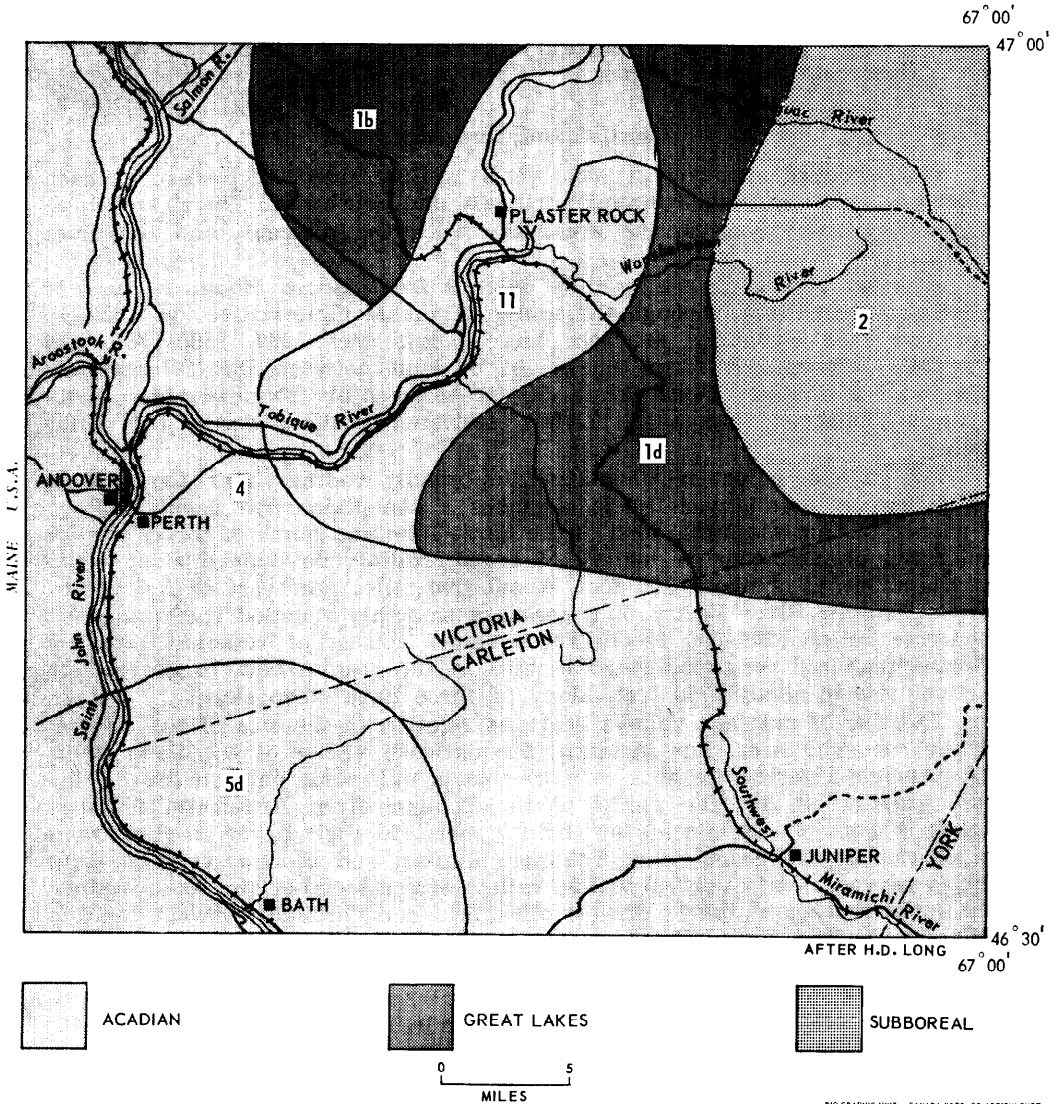 67°00'
47°00'
Salmon R.
1b
River
PLASTER ROCK
River
11
2
Aroostook R.
Tobique River
1d
MAINE U.S.A.
ANDOVER
4
PERTH
Saint John River
VICTORIA
CARLETON
5d
Southwest Miramichi River
JUNIPER
YORK
BATH
46°30'
AFTER H.D. LONG
67°00'
ACADIAN
GREAT LAKES
SUBBOREAL
0 5
MILES